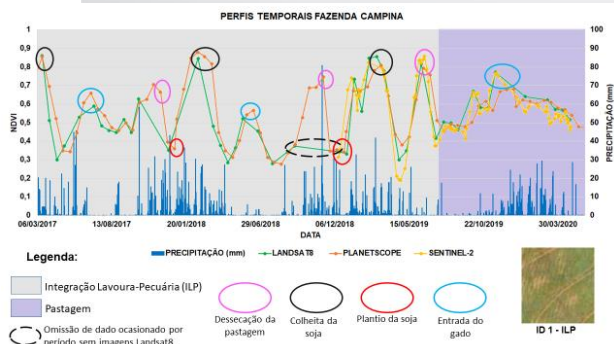 PERFIS TEMPORAIS FAZENDA CAMPINA
1
0,9
0,8
0,7
0,6
0,5
0,4
0,3
0,2
0,1
0
NDVI
100
90
80
70
60
50
40
30
20
10
0
PRECIPITAÇÃO (mm)
06/03/2017 13/08/2017 20/01/2018 29/06/2018 06/12/2018 15/05/2019 22/10/2019 30/03/2020
DATA
PRECIPITAÇÃO (mm) LANDSAT8 PLANETSCOPE SENTINEL-2
Legenda:
Integração Lavoura-Pecuária (ILP)
Pastagem
Omissão de dado ocasionado por
período sem imagens Landsat8
Dessecação da
pastagem
Colheita da
soja
Plantio da soja
Entrada do
gado
ID 1 - ILP